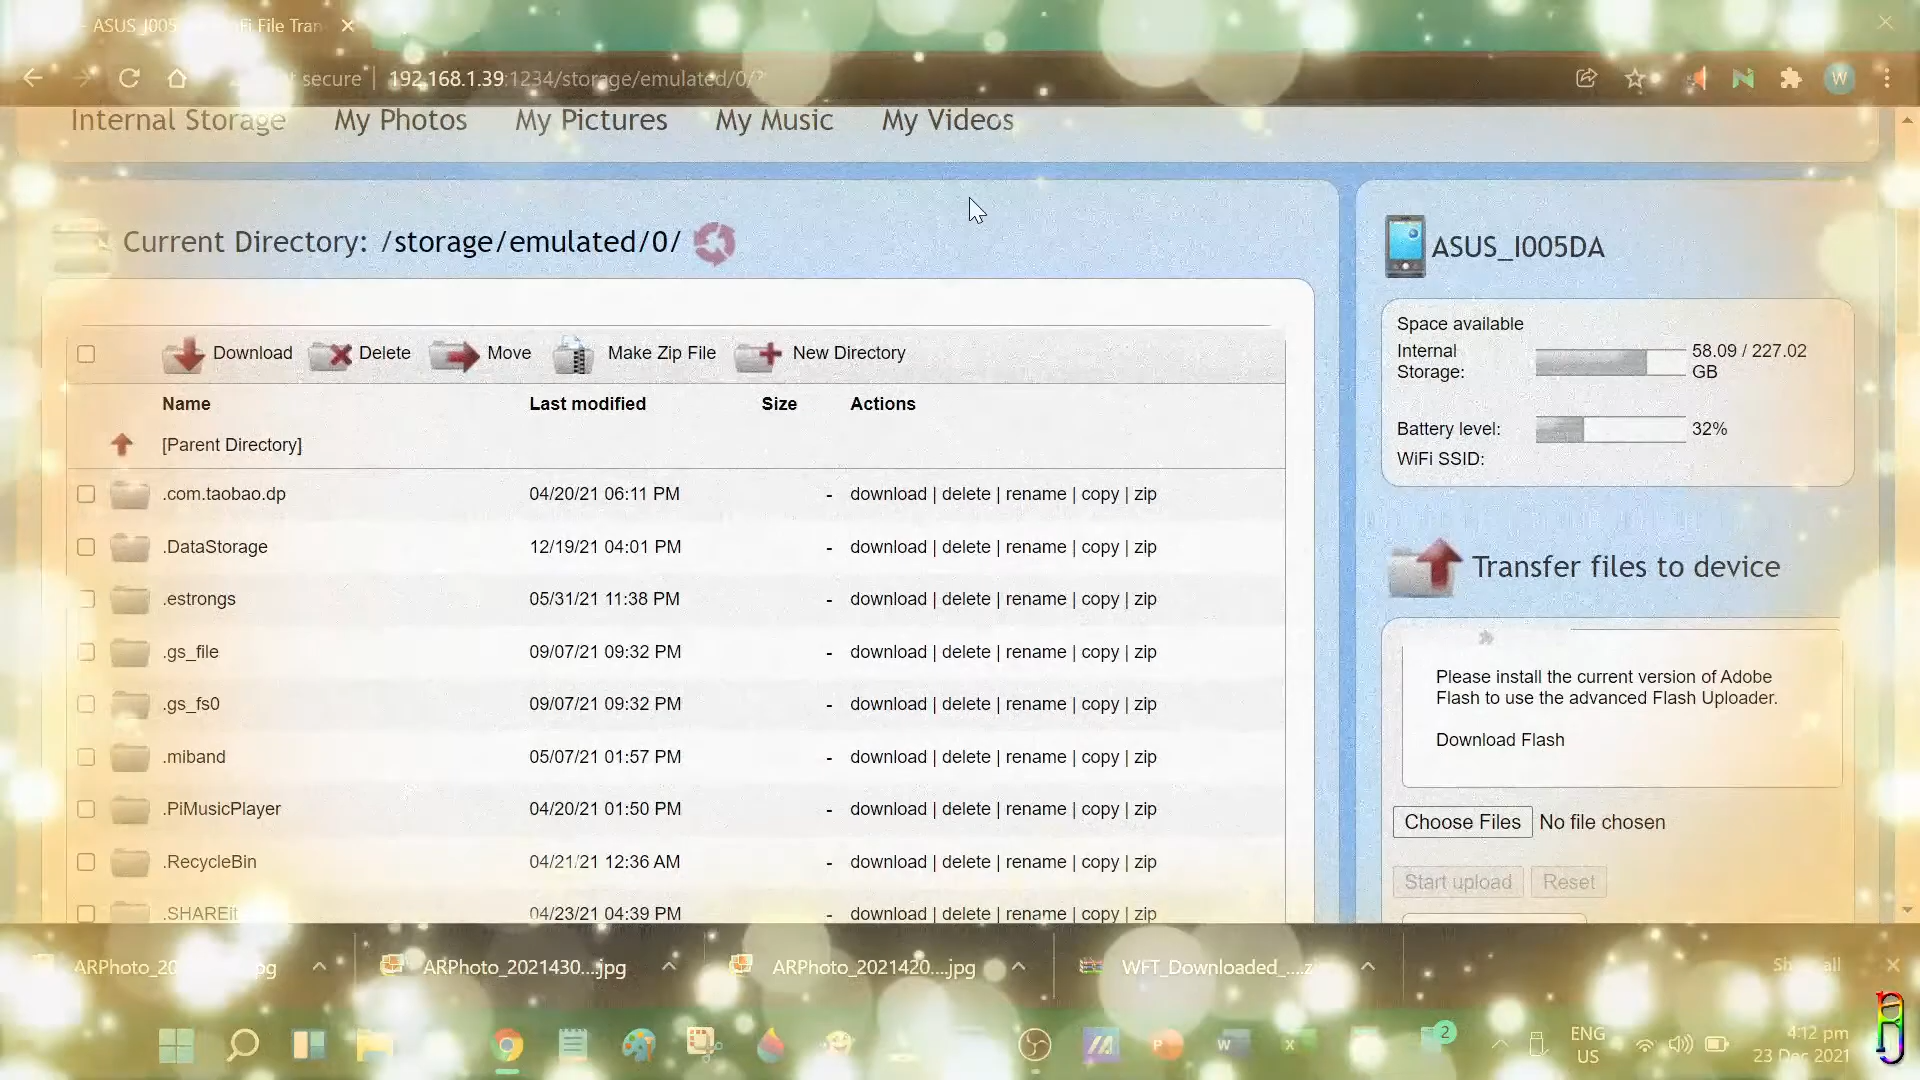 - ASUS_I005
Fi File Tran
secure | 192.168.1.39:1234/storage/emulated/0/?
W
Internal Storage My Photos My Pictures My Music My Videos
Current Directory: /storage/emulated/0/
Download Delete Move Make Zip File New Directory
Name Last modified Size Actions
[Parent Directory]
.com.taobao.dp 04/20/21 06:11 PM - download | delete | rename | copy | zip
.DataStorage 12/19/21 04:01 PM - download | delete | rename | copy | zip
.estrongs 05/31/21 11:38 PM - download | delete | rename | copy | zip
.gs_file 09/07/21 09:32 PM - download | delete | rename | copy | zip
.gs_fs0 09/07/21 09:32 PM - download | delete | rename | copy | zip
.miband 05/07/21 01:57 PM - download | delete | rename | copy | zip
.PiMusicPlayer 04/20/21 01:50 PM - download | delete | rename | copy | zip
.RecycleBin 04/21/21 12:36 AM - download | delete | rename | copy | zip
.SHAREit 04/23/21 04:39 PM - download | delete | rename | copy | zip
ASUS_I005DA
Space available
Internal Storage: 58.09 / 227.02 GB
Battery level: 32%
WiFi SSID:
Transfer files to device
Please install the current version of Adobe
Flash to use the advanced Flash Uploader.
Download Flash
Choose Files No file chosen
Start upload Reset
ARPhoto_20 pg ARPhoto_2021430....jpg ARPhoto_2021420....jpg WFT_Downloaded_....z Show all
2
ENG
US
4:12 pm
23 Dec 2021